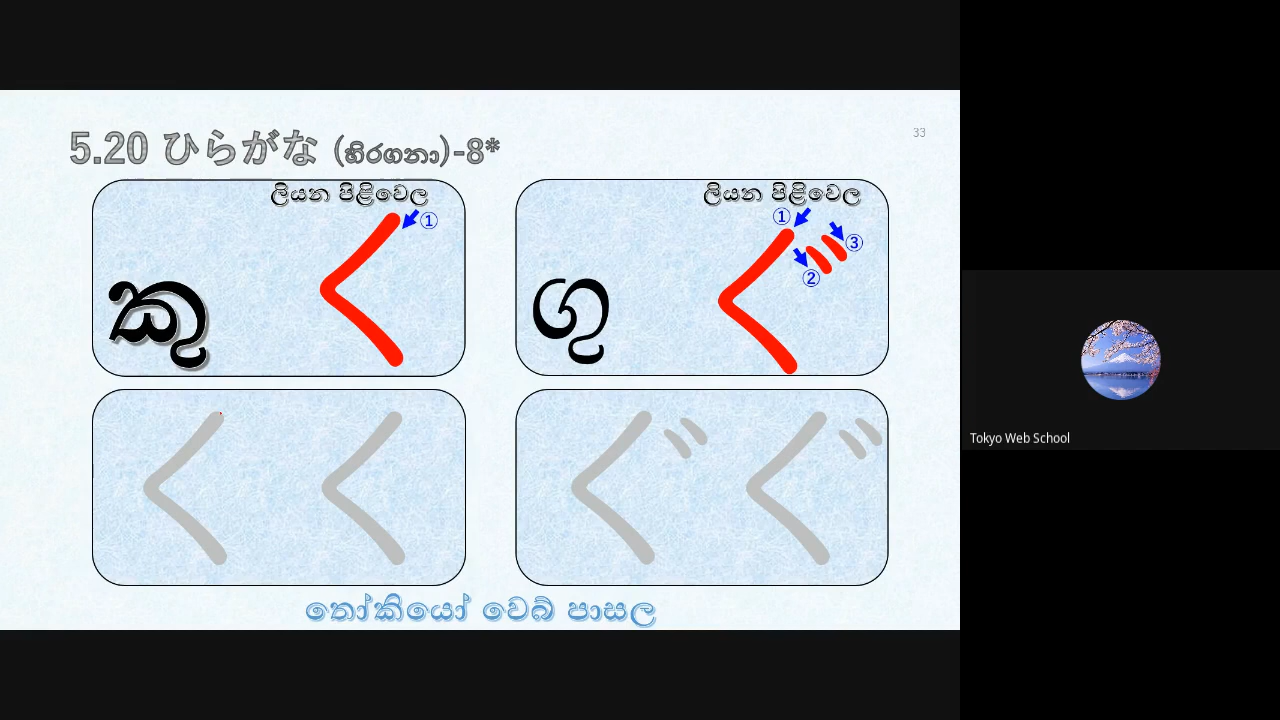 5.20 ひらがな (හිරගනා)-8*
33
ලියන පිළිවෙල
①
කු
く
ලියන පිළිවෙල
①
②
③
ගු
ぐ
く く
ぐ ぐ
තෝකියෝ වෙබ් පාසල
Tokyo Web School